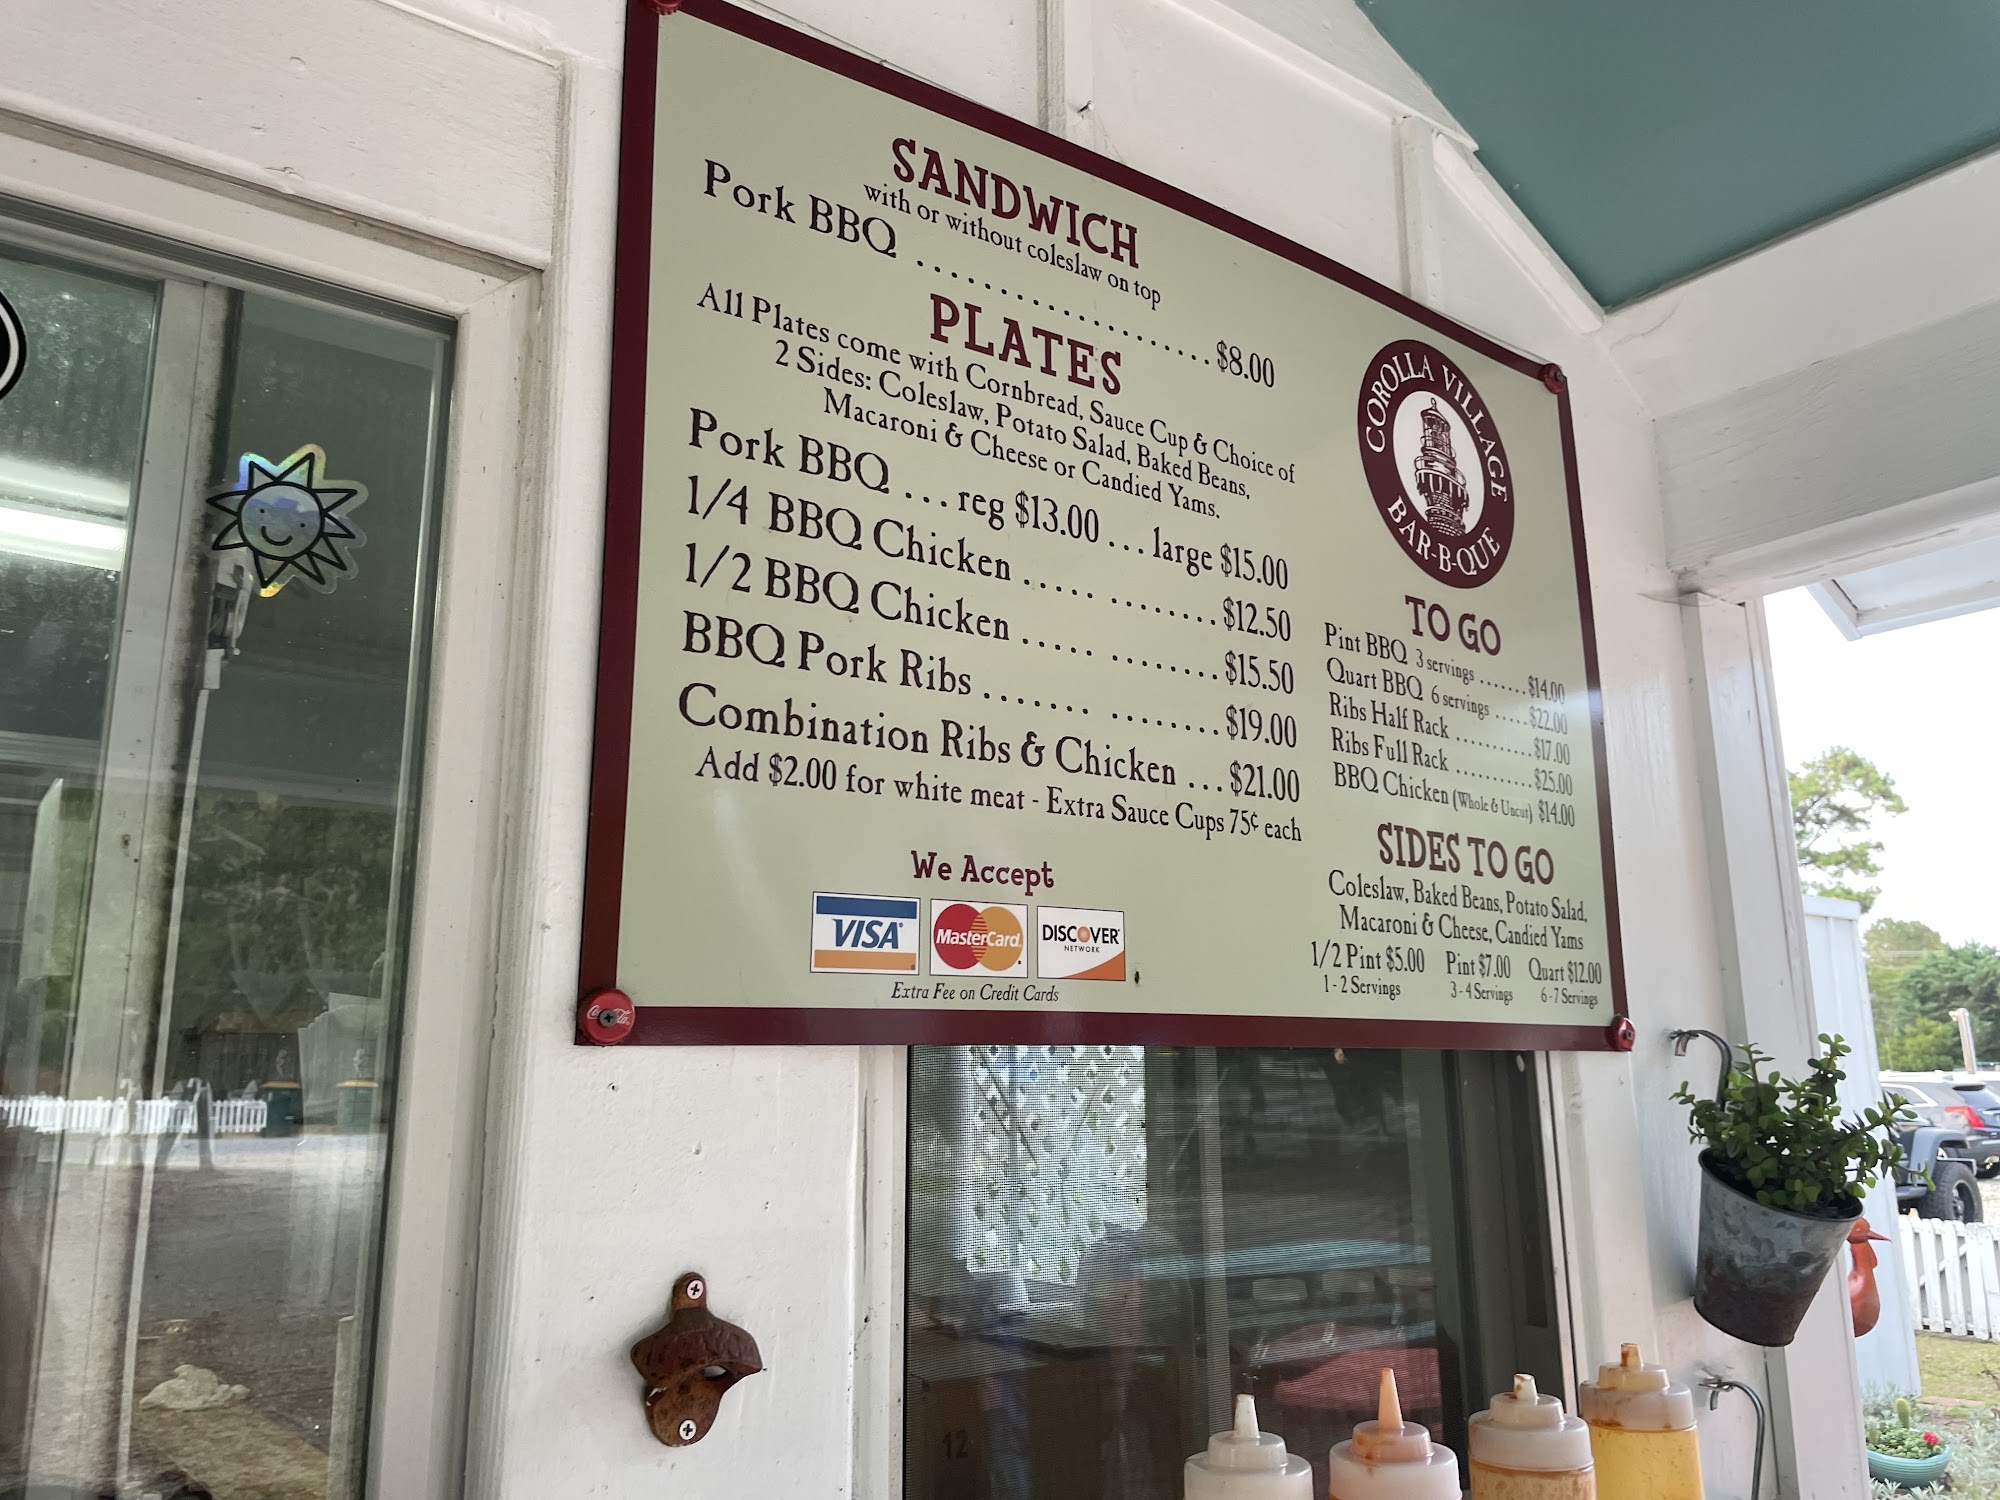 SANDWICH
with or without coleslaw on top
Pork BBQ ..................... $8.00
PLATES
All Plates come with Cornbread, Sauce Cup & Choice of
2 Sides: Coleslaw, Potato Salad, Baked Beans,
Macaroni & Cheese or Candied Yams.
Pork BBQ ... reg $13.00 ... large $15.00
1/4 BBQ Chicken ..... ........ $12.50
1/2 BBQ Chicken ..... ........ $15.50
BBQ Pork Ribs ....... ........ $19.00
Combination Ribs & Chicken ... $21.00
Add $2.00 for white meat - Extra Sauce Cups 75¢ each
We Accept
VISA
MasterCard
DISCOVER
NETWORK
Extra Fee on Credit Cards
COROLLA VILLAGE
BAR-B-QUE
TO GO
Pint BBQ 3 servings ....... $14.00
Quart BBQ 6 servings ..... $22.00
Ribs Half Rack ........... $17.00
Ribs Full Rack ........... $25.00
BBQ Chicken (Whole & Uncut) $14.00
SIDES TO GO
Coleslaw, Baked Beans, Potato Salad,
Macaroni & Cheese, Candied Yams
1/2 Pint $5.00 Pint $7.00 Quart $12.00
1 - 2 Servings 3 - 4 Servings 6 - 7 Servings
12